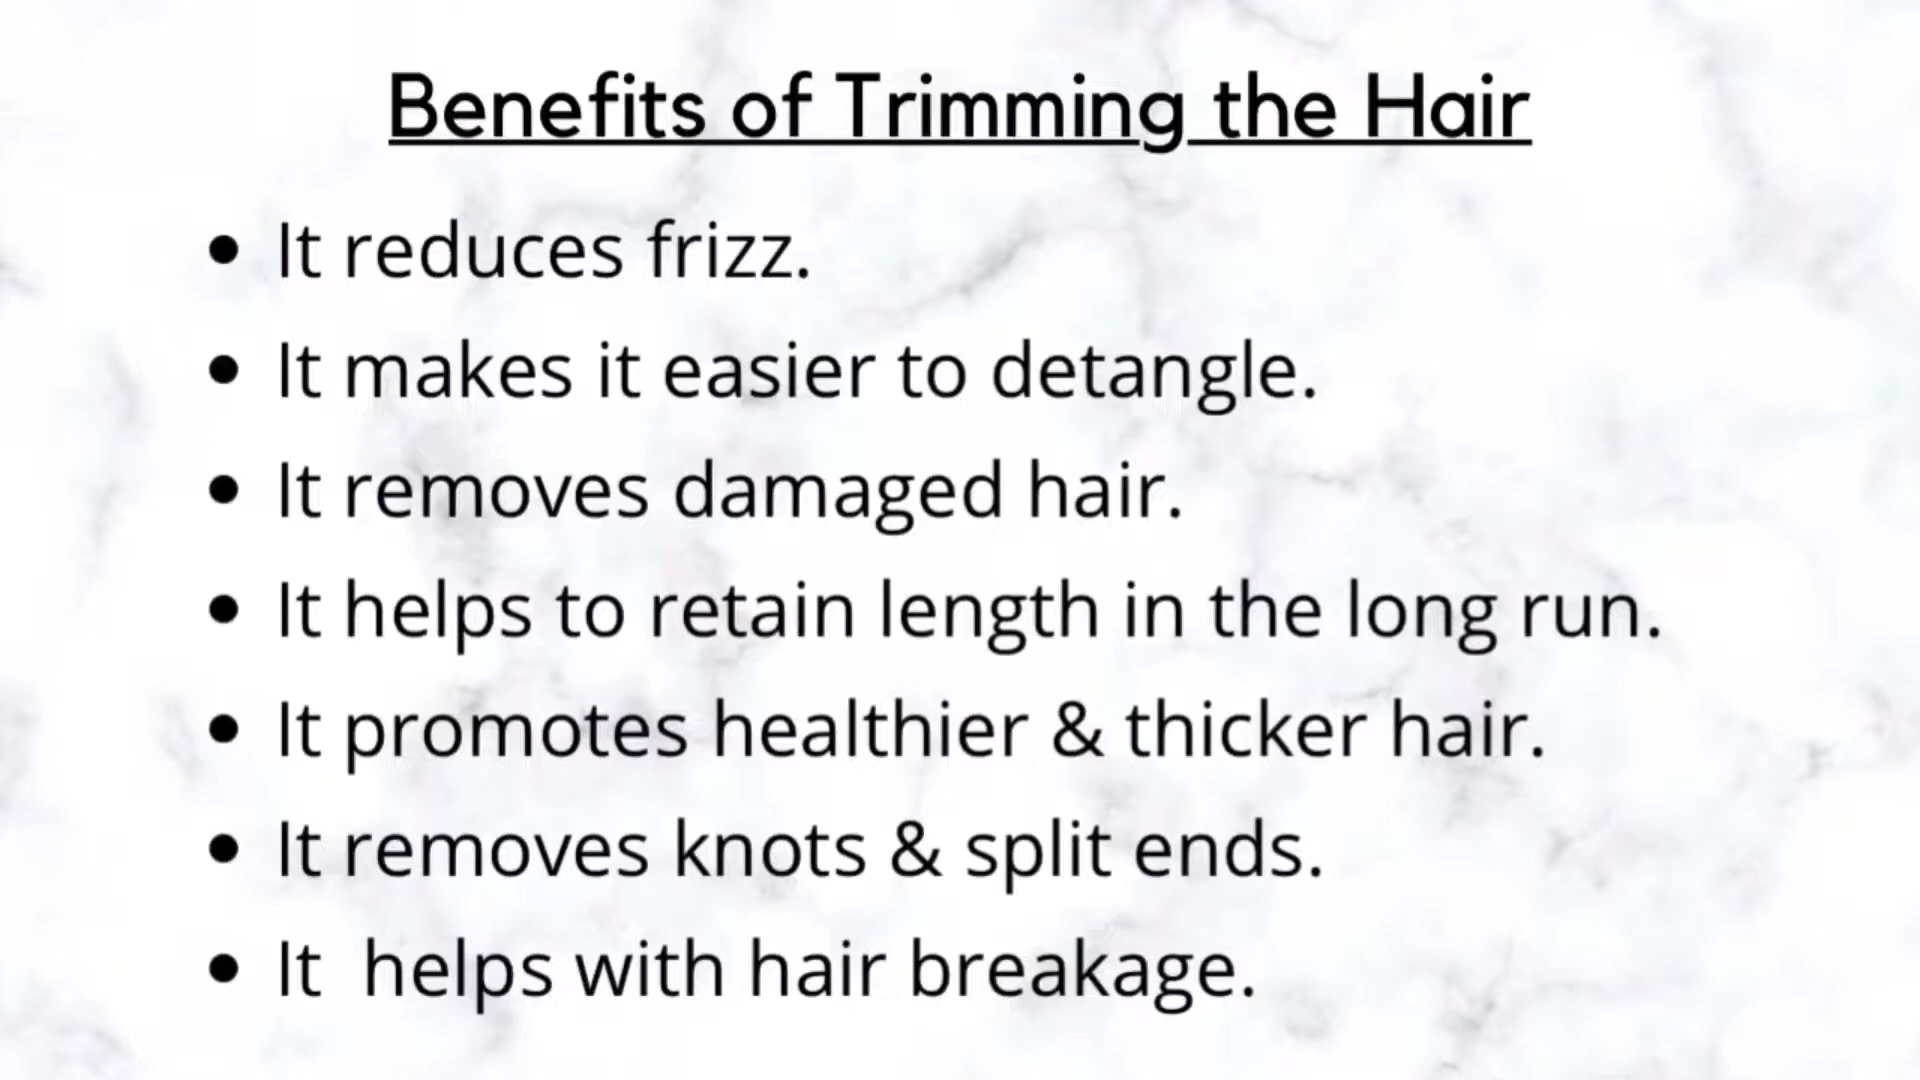 Benefits of Trimming the Hair
• It reduces frizz.
• It makes it easier to detangle.
• It removes damaged hair.
• It helps to retain length in the long run.
• It promotes healthier & thicker hair.
• It removes knots & split ends.
• It  helps with hair breakage.